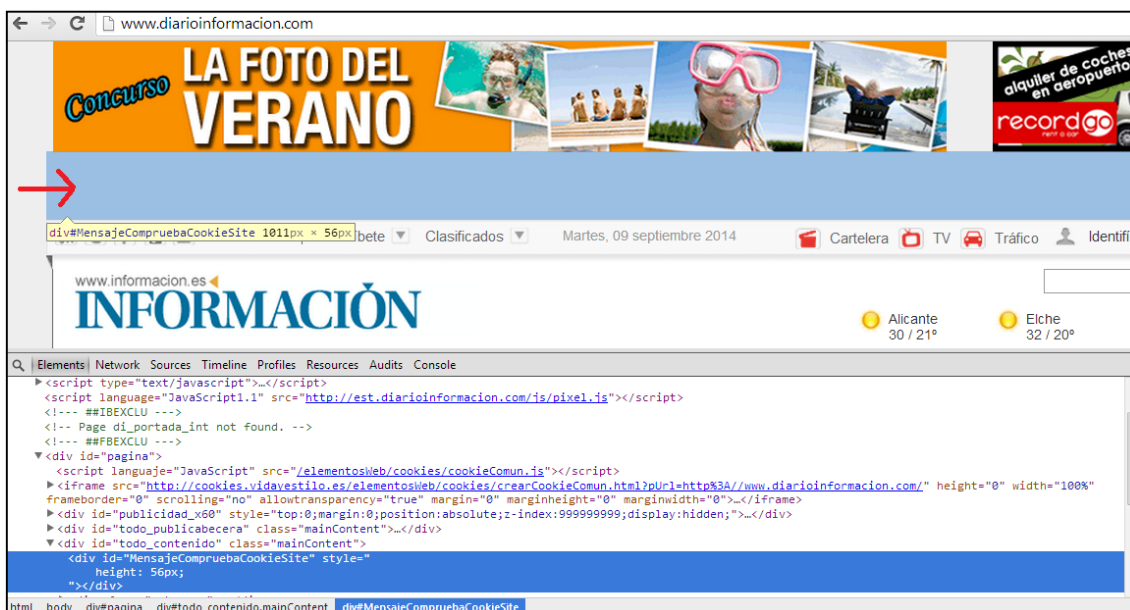 www.diarioinformacion.com
Concurso
LA FOTO DEL
VERANO
alquiler de coches
en aeropuerto
record go
rent a car
div#MensajeCompruebaCookieSite 1011px × 56px
Clasificados
Martes, 09 septiembre 2014
Cartelera
TV
Tráfico
www.informacion.es
INFORMACIÓN
Alicante
30 / 21º
Elche
32 / 20º
Elements Network Sources Timeline Profiles Resources Audits Console
<script type="text/javascript">…</script>
<script language="JavaScript1.1" src="http://est.diarioinformacion.com/js/pixel.js"></script>
<!--- ##IBEXCLU --->
<!-- Page di_portada_int not found. -->
<!--- ##FBEXCLU --->
<div id="pagina">
<script languaje="JavaScript" src="/elementosWeb/cookies/cookieComun.js"></script>
<iframe src="http://cookies.vidayestilo.es/elementosWeb/cookies/crearCookieComun.html?pUrl=http%3A//www.diarioinformacion.com/" height="0" width="100%"
frameborder="0" scrolling="no" allowtransparency="true" margin="0" marginheight="0" marginwidth="0">…</iframe>
<div id="publicidad_x60" style="top:0;margin:0;position:absolute;z-index:999999999;display:hidden;">…</div>
<div id="todo_publicabecera" class="mainContent">…</div>
<div id="todo_contenido" class="mainContent">
<div id="MensajeCompruebaCookieSite" style="
height: 56px;
"></div>
html body div#pagina div#todo_contenido.mainContent div#MensajeCompruebaCookieSite